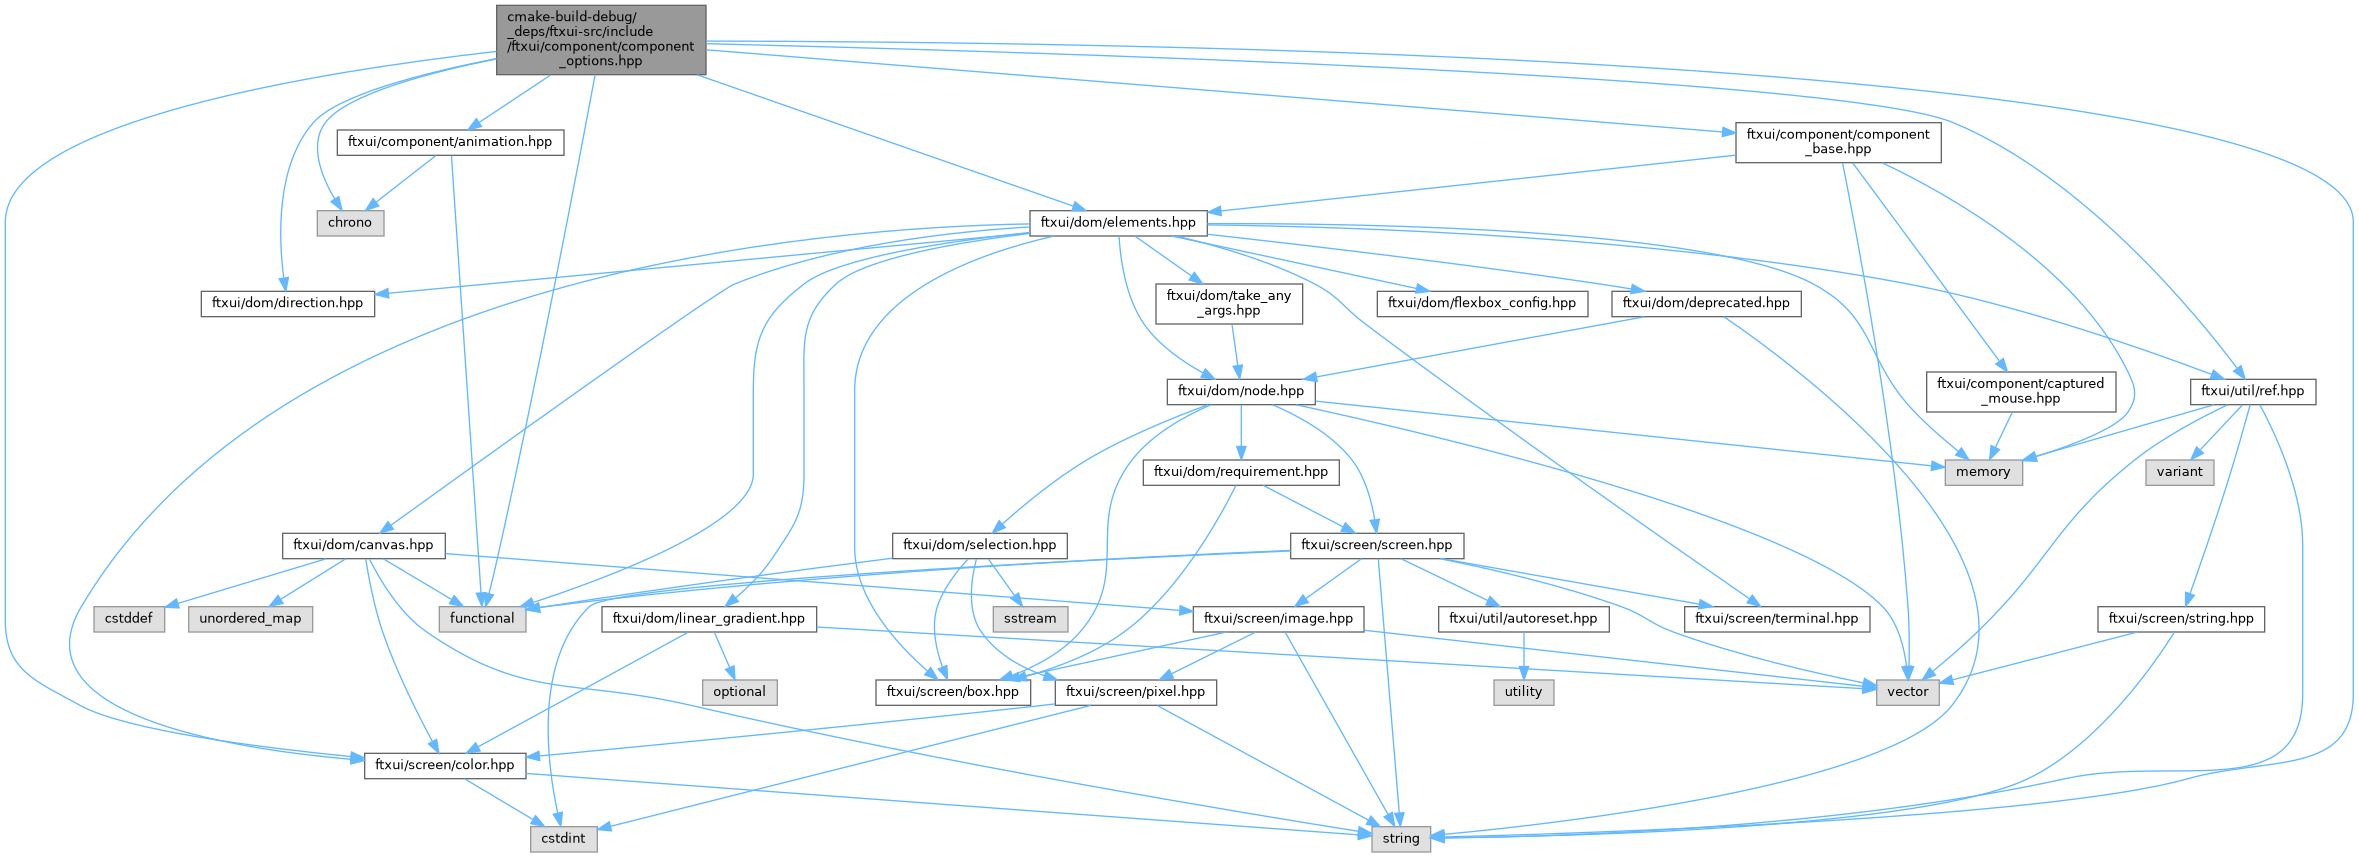 cmake-build-debug/
_deps/ftxui-src/include
/ftxui/component/component
_options.hpp
ftxui/component/animation.hpp
ftxui/component/component
_base.hpp
chrono
ftxui/dom/elements.hpp
ftxui/dom/direction.hpp
ftxui/dom/take_any
_args.hpp
ftxui/dom/flexbox_config.hpp
ftxui/dom/deprecated.hpp
ftxui/dom/node.hpp
ftxui/component/captured
_mouse.hpp
ftxui/util/ref.hpp
ftxui/dom/requirement.hpp
memory
variant
ftxui/dom/canvas.hpp
ftxui/dom/selection.hpp
ftxui/screen/screen.hpp
cstddef
unordered_map
functional
ftxui/dom/linear_gradient.hpp
sstream
ftxui/screen/image.hpp
ftxui/util/autoreset.hpp
ftxui/screen/terminal.hpp
ftxui/screen/string.hpp
optional
ftxui/screen/box.hpp
ftxui/screen/pixel.hpp
utility
vector
ftxui/screen/color.hpp
cstdint
string